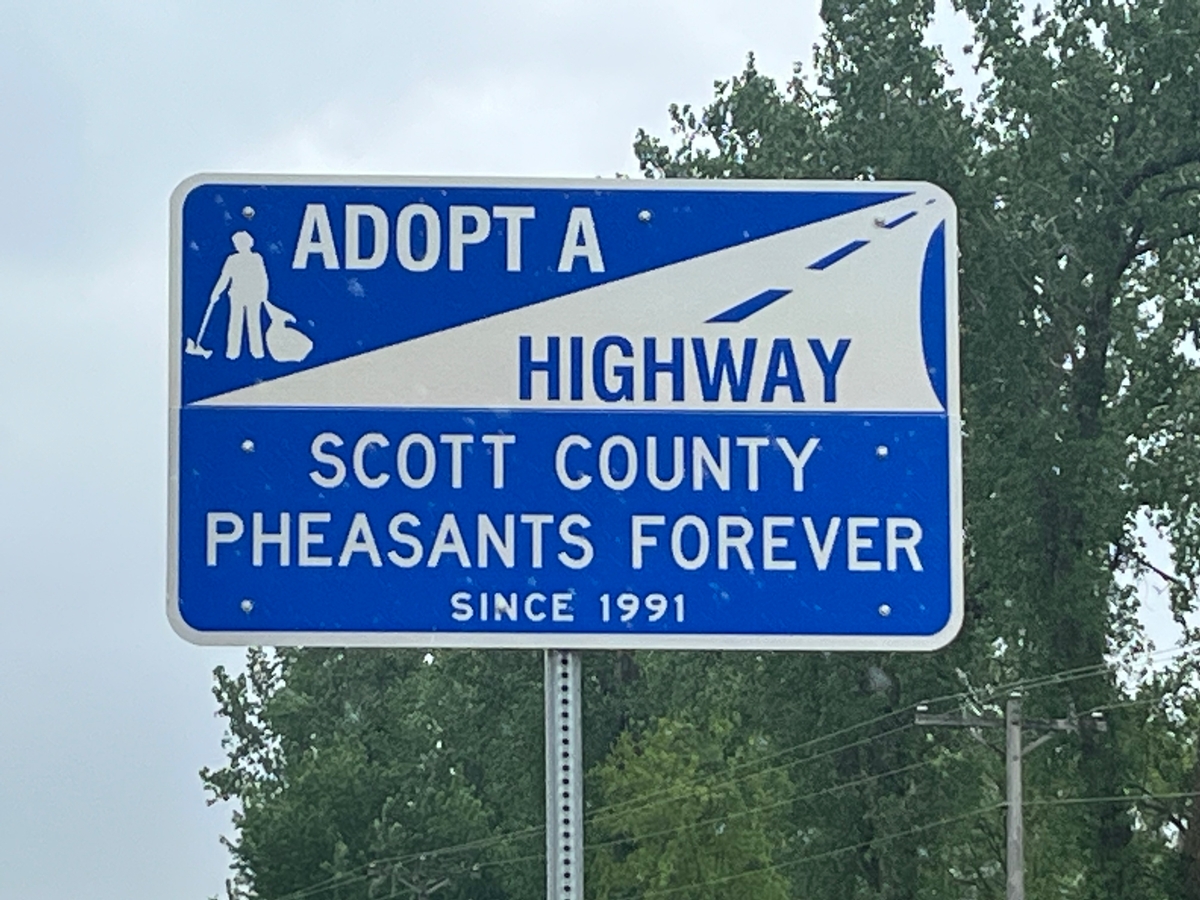 ADOPT A
HIGHWAY
SCOTT COUNTY
PHEASANTS FOREVER
SINCE 1991